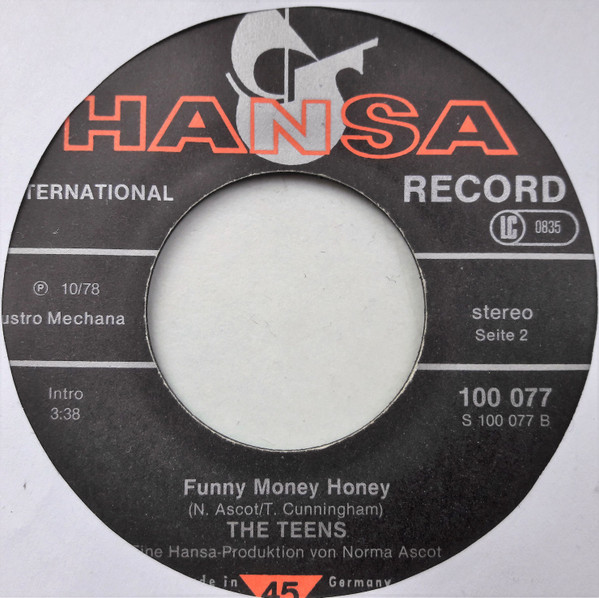 HANSA
TERNATIONAL
RECORD
LC 0835
Ⓟ 10/78
ustro Mechana
stereo
Seite 2
Intro
3:38
100 077
S 100 077 B
Funny Money Honey
(N. Ascot/T. Cunningham)
THE TEENS
ine Hansa-Produktion von Norma Ascot
de in 45 Germany